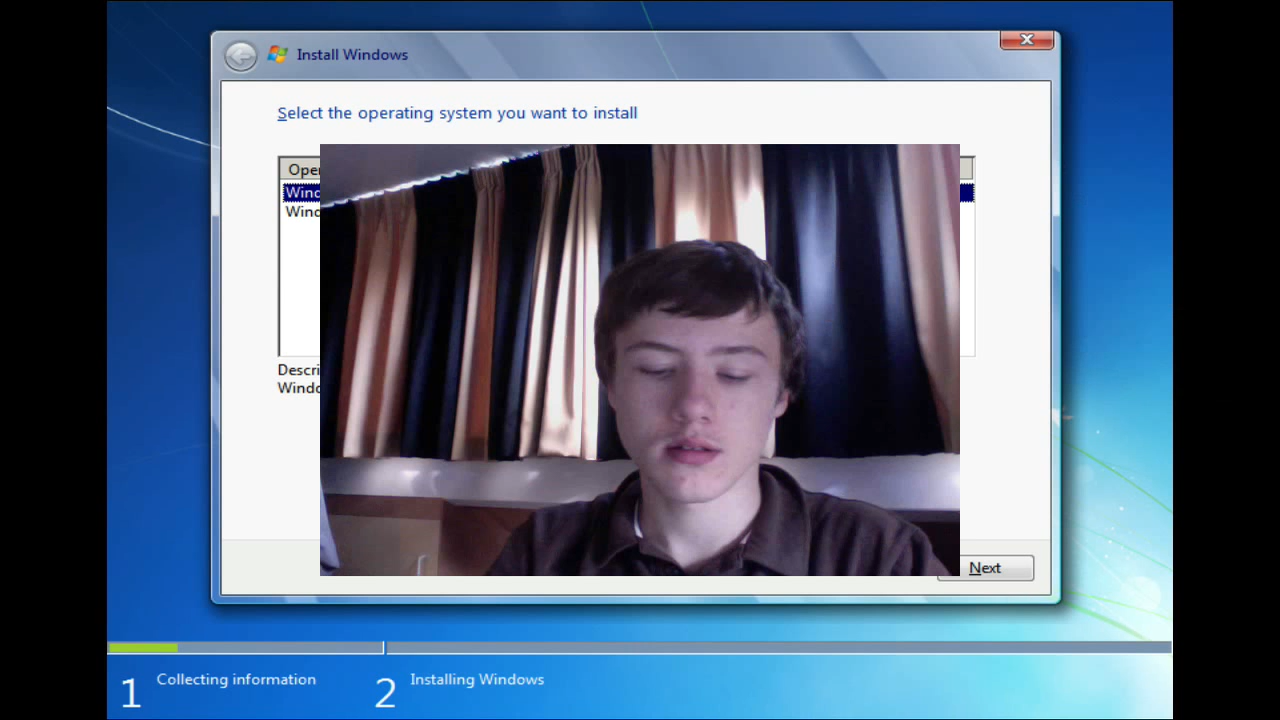 Install Windows
Select the operating system you want to install
Next
1 Collecting information
2 Installing Windows